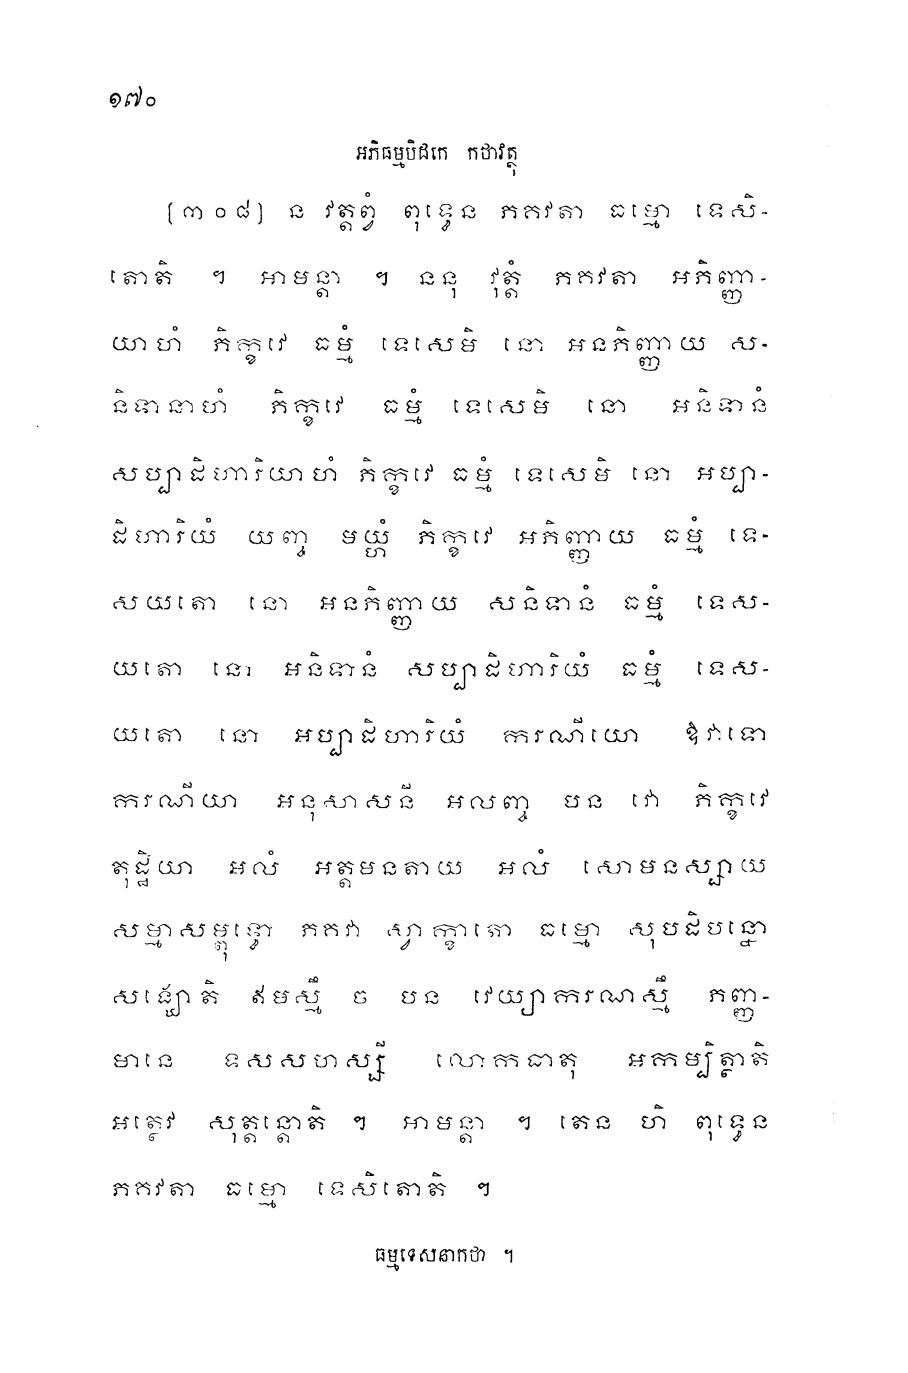 ១៧០
អភិធម្មបិដកេ កថាវត្ថុ
[៣០៨] ន វត្តព្វំ ពុទ្ធេន ភគវតា ធម្មោ ទេសិ-
តោតិ ។ អាមន្តា ។ ននុ វុត្តំ ភគវតា អភិញ្ញា-
យាហំ ភិក្ខវេ ធម្មំ ទេសេមិ នោ អនភិញ្ញាយ ស-
និទានាហំ ភិក្ខវេ ធម្មំ ទេសេមិ នោ អនិទានំ
សប្បាដិហារិយាហំ ភិក្ខវេ ធម្មំ ទេសេមិ នោ អប្បា-
ដិហារិយំ យញ្ច មយ្ហំ ភិក្ខវេ អភិញ្ញាយ ធម្មំ ទេ-
សយតោ នោ អនភិញ្ញាយ សនិទានំ ធម្មំ ទេស-
យតោ នោ អនិទានំ សប្បាដិហារិយំ ធម្មំ ទេស-
យតោ នោ អប្បាដិហារិយំ ករណីយោ ឱវាទោ
ករណីយា អនុសាសនី អលញ្ច បន វោ ភិក្ខវេ
តុដ្ឋិយា អលំ អត្តមនតាយ អលំ សោមនស្សាយ
សម្មាសម្ពុទ្ធោ ភគវា ស្វាក្ខាតោ ធម្មោ សុបដិបន្នោ
សង្ឃោតិ ឥមស្មឹ ច បន វេយ្យាករណស្មឹ ភញ្ញ-
មានេ ទសសហស្សី លោកធាតុ អកម្បិត្ថាតិ
អត្ថេវ សុត្តន្តោតិ ។ អាមន្តា ។ តេន ហិ ពុទ្ធេន
ភគវតា ធម្មោ ទេសិតោតិ ។
ធម្មទេសនាកថា ។